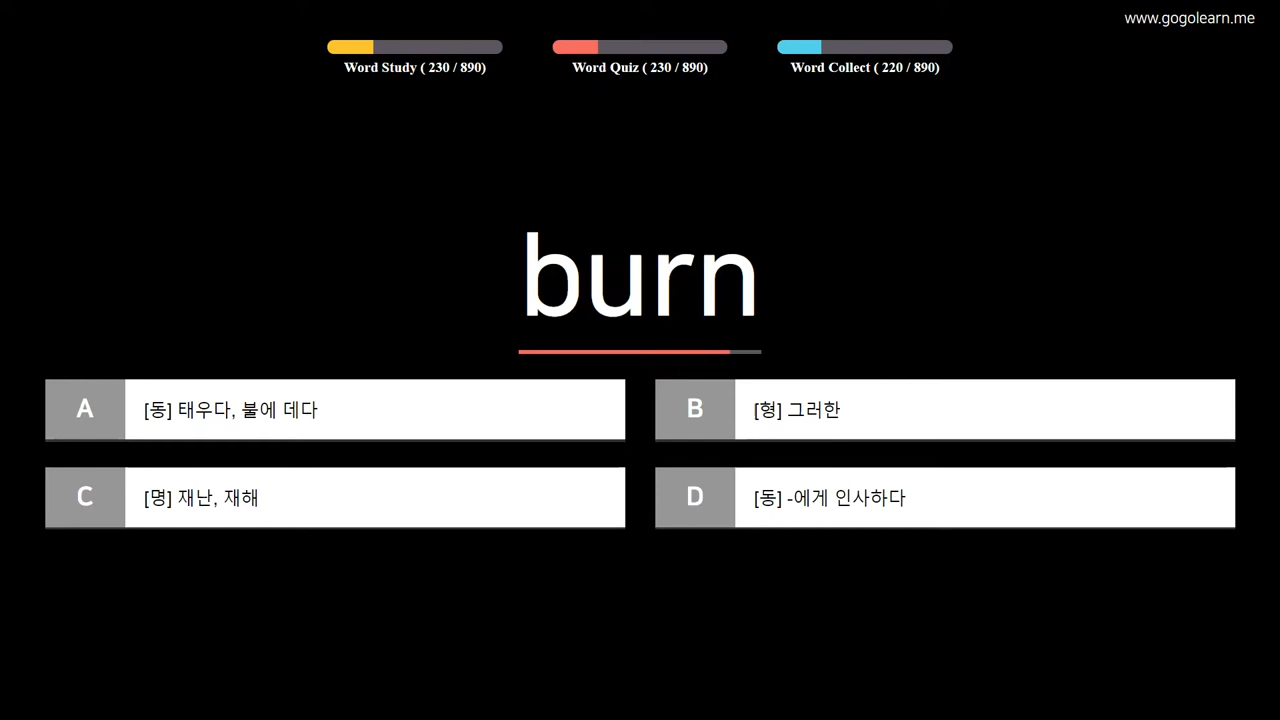 www.gogolearn.me
Word Study ( 230 / 890)
Word Quiz ( 230 / 890)
Word Collect ( 220 / 890)
burn
A
[동] 태우다, 불에 데다
B
[형] 그러한
C
[명] 재난, 재해
D
[동] -에게 인사하다